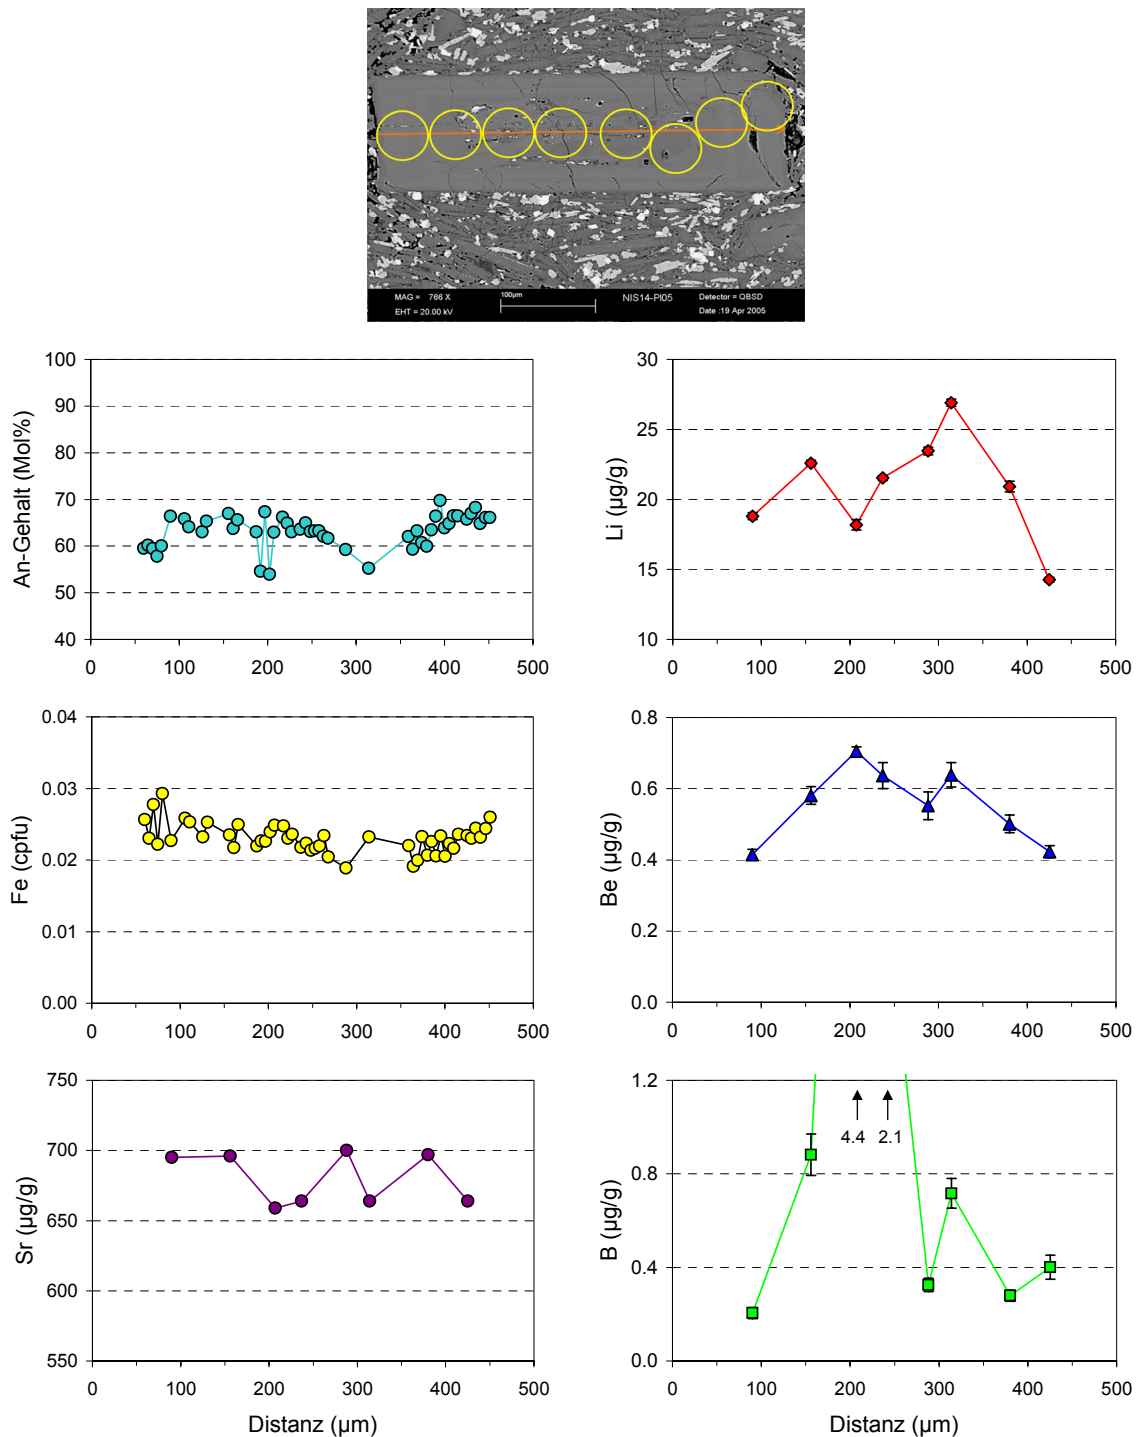 MAG = 766 X
100µm
NIS14-Pl05
Detector = QBSD
EHT = 20.00 kV
Date :19 Apr 2005
An-Gehalt (Mol%)
100
90
80
70
60
50
40
0 100 200 300 400 500
Li (µg/g)
30
25
20
15
10
0 100 200 300 400 500
Fe (cpfu)
0.04
0.03
0.02
0.01
0.00
0 100 200 300 400 500
Be (µg/g)
0.8
0.6
0.4
0.2
0.0
0 100 200 300 400 500
Sr (µg/g)
750
700
650
600
550
0 100 200 300 400 500
Distanz (µm)
B (µg/g)
1.2
0.8
0.4
0.0
4.4 2.1
0 100 200 300 400 500
Distanz (µm)